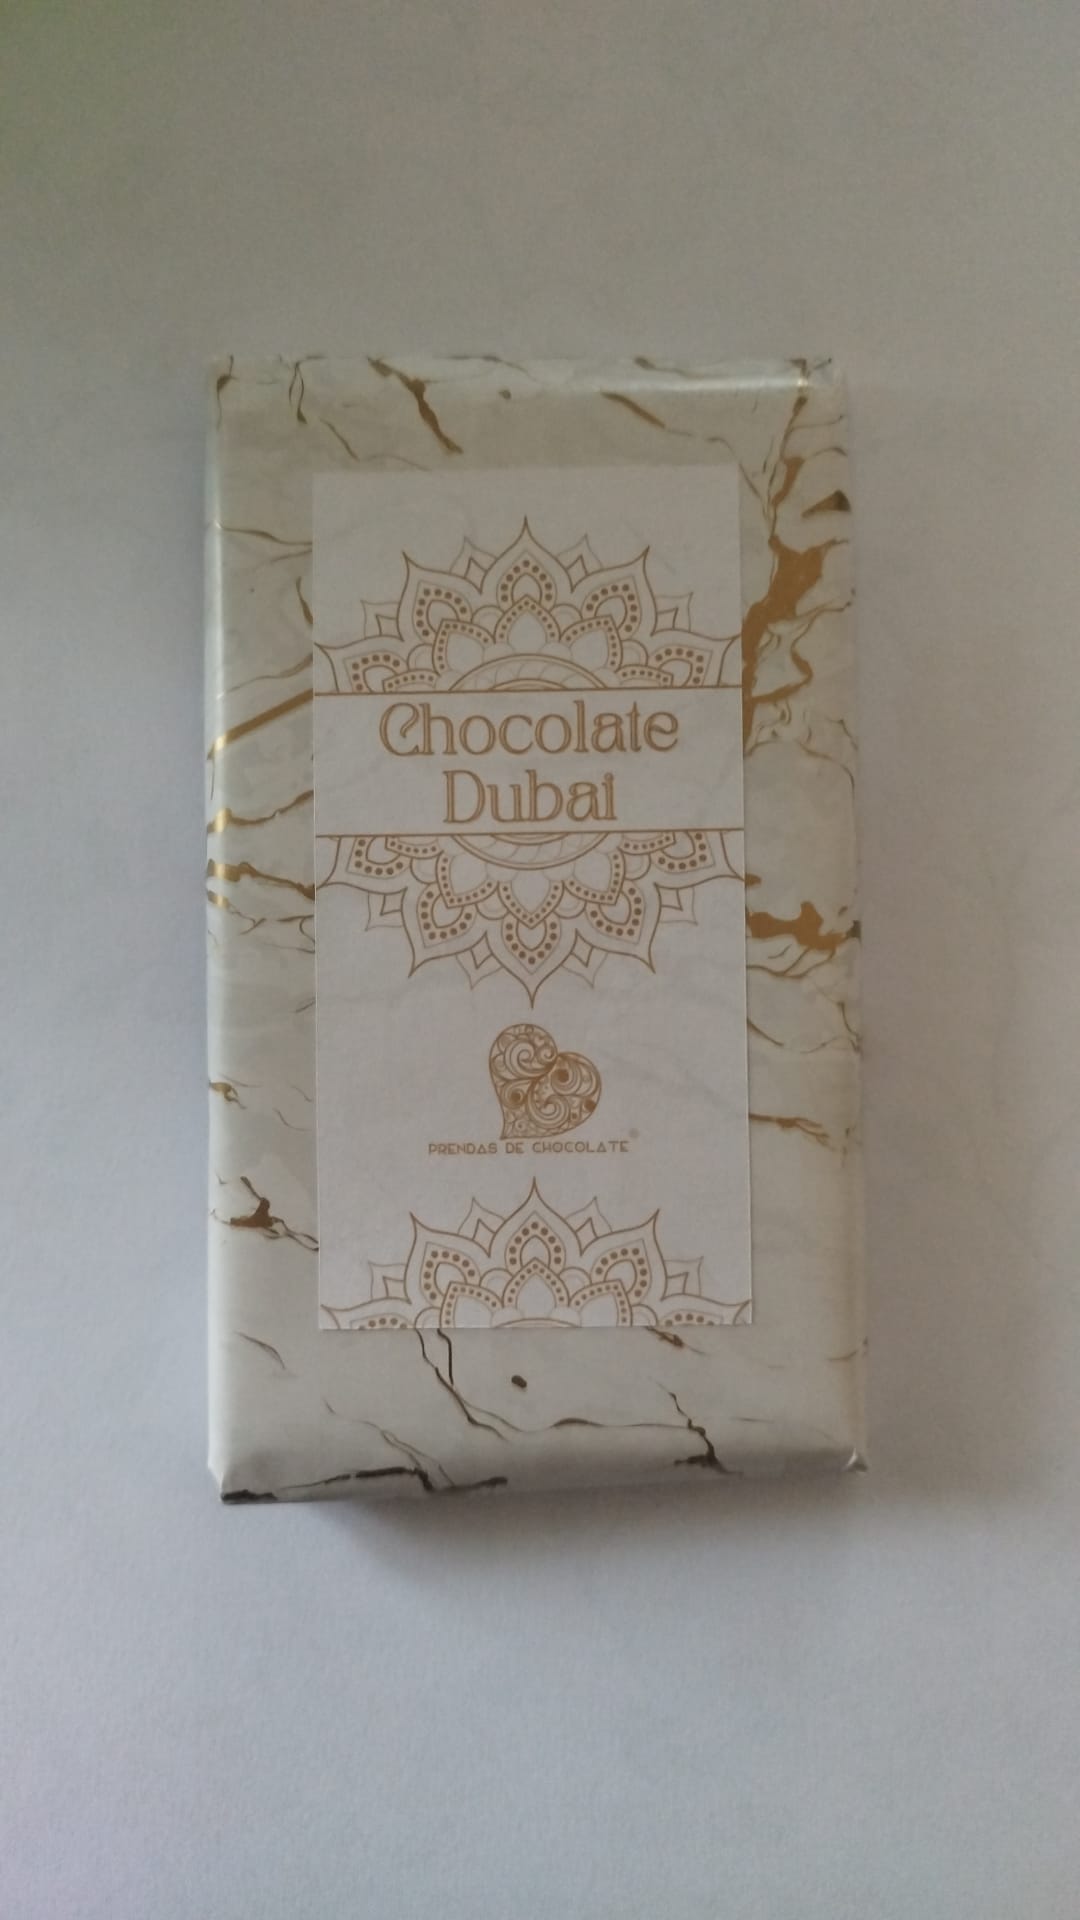 Chocolate
Dubai
PRENDAS DE CHOCOLATE